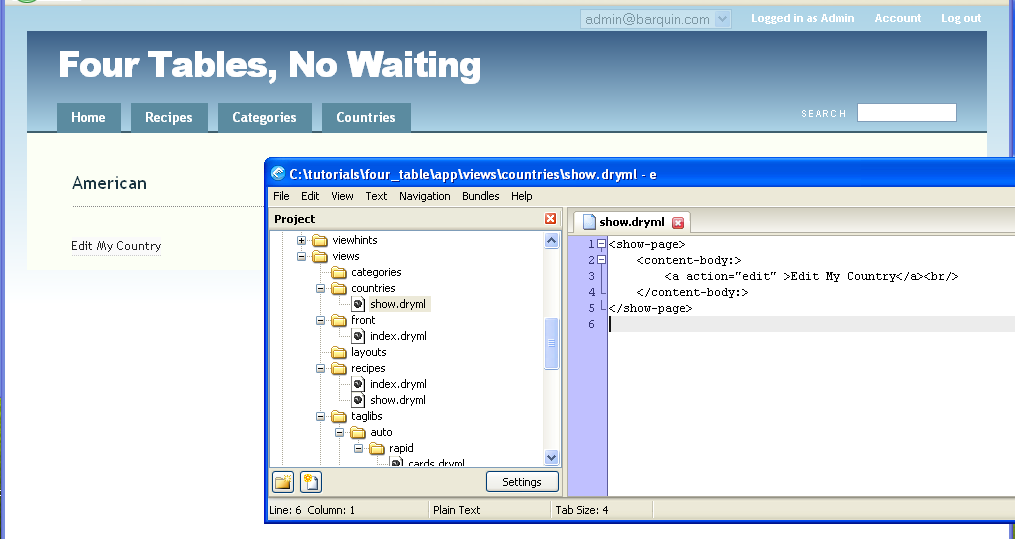 admin@barquin.com Logged in as Admin Account Log out
Four Tables, No Waiting
Home Recipes Categories Countries SEARCH
American
Edit My Country
C:\tutorials\four_table\app\views\countries\show.dryml - e
File Edit View Text Navigation Bundles Help
Project
viewhints
views
categories
countries
show.dryml
front
index.dryml
layouts
recipes
index.dryml
show.dryml
taglibs
auto
rapid
cards.dryml
Settings
show.dryml
1 <show-page>
2 <content-body:>
3 <a action="edit" >Edit My Country</a><br/>
4 </content-body:>
5 </show-page>
6
Line: 6 Column: 1 Plain Text Tab Size: 4